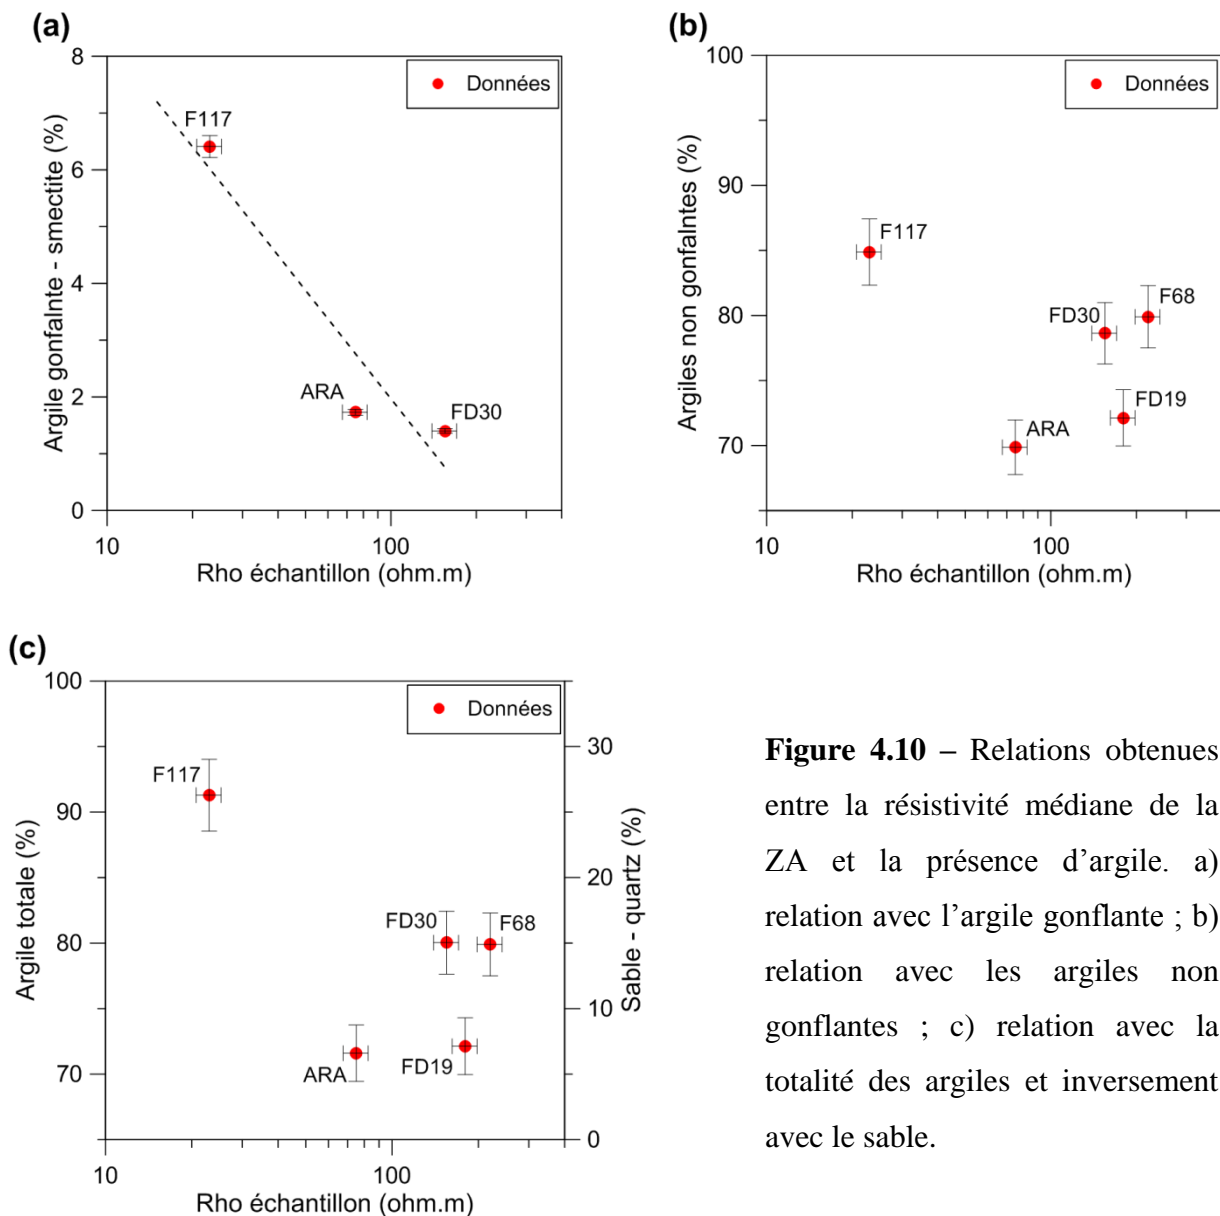 (a)
8
6
4
2
0
Argile gonfalnte - smectite (%)
Données
F117
ARA
FD30
10
100
Rho échantillon (ohm.m)
(b)
100
90
80
70
Argiles non gonfalntes (%)
Données
F117
FD30
F68
FD19
ARA
10
100
Rho échantillon (ohm.m)
(c)
100
90
80
70
Argile totale (%)
Données
F117
FD30
F68
ARA
FD19
30
20
10
0
Sable - quartz (%)
10
100
Rho échantillon (ohm.m)
Figure 4.10 – Relations obtenues
entre la résistivité médiane de la
ZA et la présence d’argile. a)
relation avec l’argile gonflante ; b)
relation avec les argiles non
gonflantes ; c) relation avec la
totalité des argiles et inversement
avec le sable.